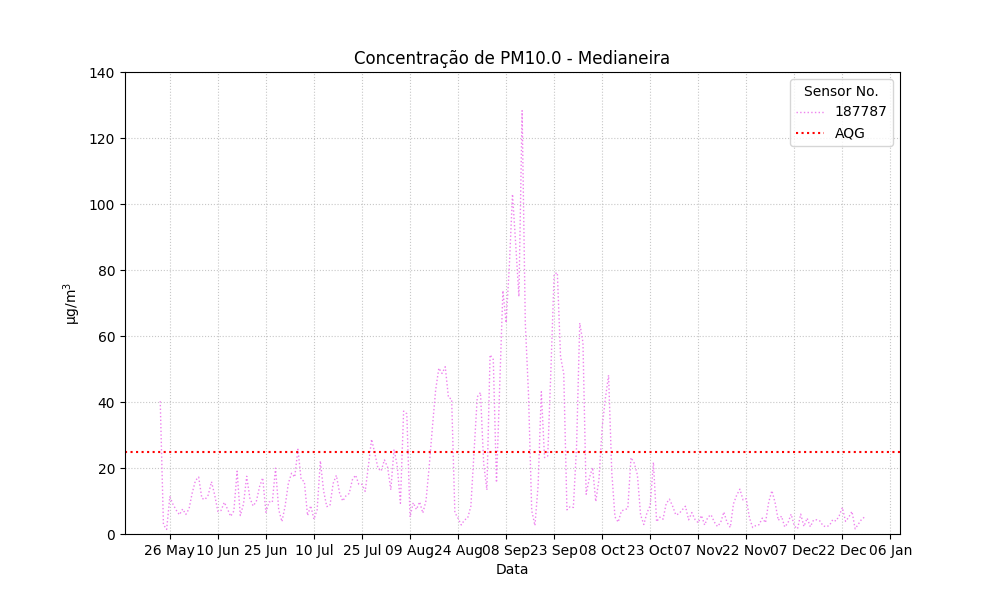 Concentração de PM10.0 - Medianeira
140
120
100
80
60
40
20
0
µg/m³
Sensor No.
187787
AQG
26 May 10 Jun 25 Jun 10 Jul 25 Jul 09 Aug 24 Aug 08 Sep 23 Sep 08 Oct 23 Oct 07 Nov 22 Nov 07 Dec 22 Dec 06 Jan
Data